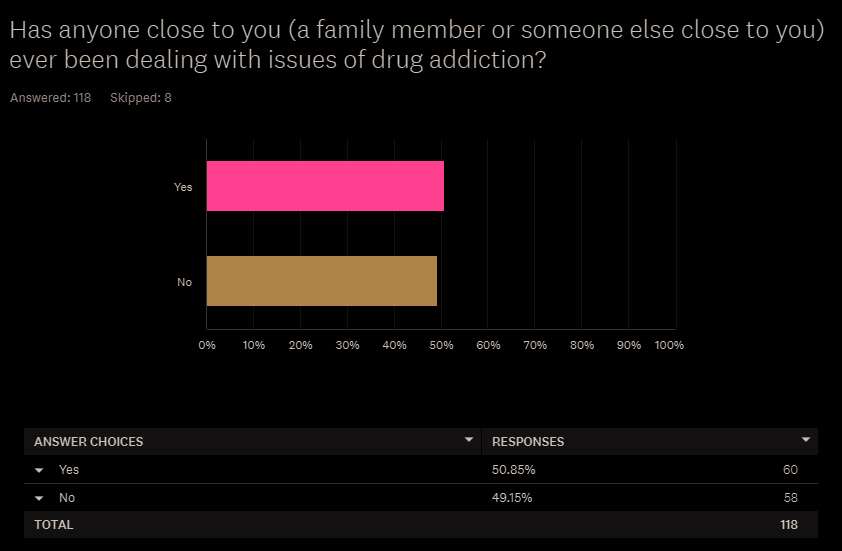 Has anyone close to you (a family member or someone else close to you)
ever been dealing with issues of drug addiction?
Answered: 118 Skipped: 8
Yes
No
0% 10% 20% 30% 40% 50% 60% 70% 80% 90% 100%
ANSWER CHOICES RESPONSES
Yes 50.85% 60
No 49.15% 58
TOTAL 118